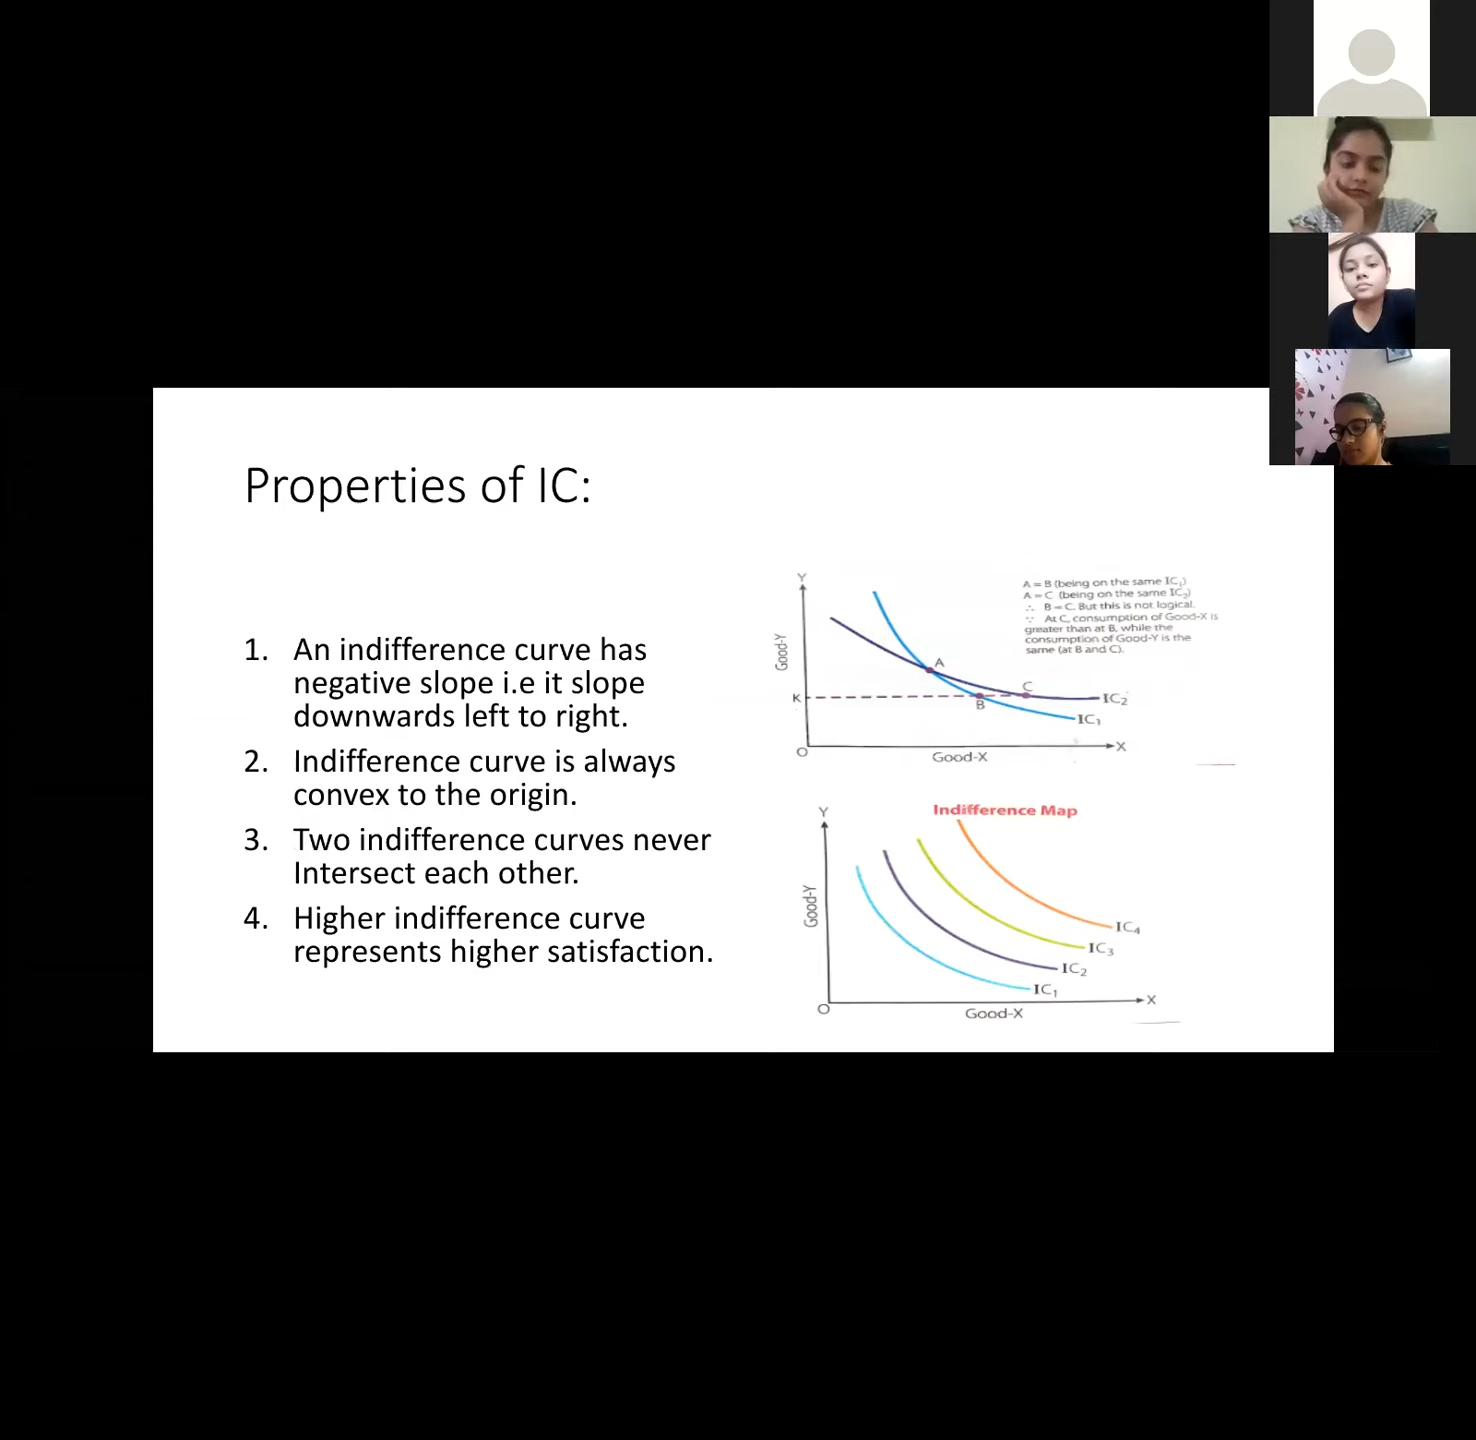 Properties of IC:
1. An indifference curve has
negative slope i.e it slope
downwards left to right.
2. Indifference curve is always
convex to the origin.
3. Two indifference curves never
Intersect each other.
4. Higher indifference curve
represents higher satisfaction.
Y
Good-Y
A = B (being on the same IC₁)
A = C (being on the same IC₂)
∴ B = C. But this is not logical.
∵ At C, consumption of Good-X is
greater than at B, while the
consumption of Good-Y is the
same (at B and C).
A
C
K
B
IC₂
IC₁
O
X
Good-X
Indifference Map
Y
Good-Y
IC₄
IC₃
IC₂
IC₁
O
X
Good-X